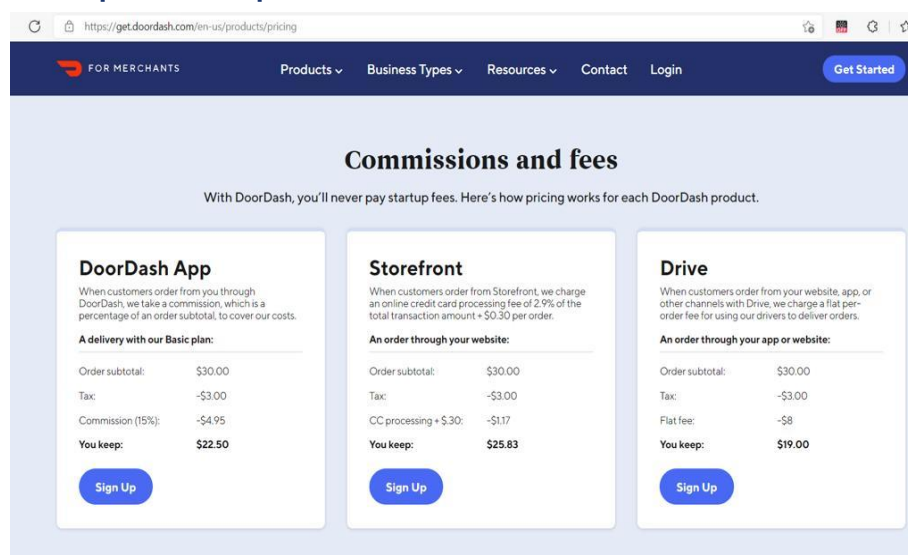 https://get.doordash.com/en-us/products/pricing
FOR MERCHANTS Products Business Types Resources Contact Login Get Started
Commissions and fees
With DoorDash, you'll never pay startup fees. Here's how pricing works for each DoorDash product.
DoorDash App
When customers order from you through
DoorDash, we take a commission, which is a
percentage of an order subtotal, to cover our costs.
A delivery with our Basic plan:
Order subtotal: $30.00
Tax: -$3.00
Commission (15%): -$4.95
You keep: $22.50
Sign Up
Storefront
When customers order from Storefront, we charge
an online credit card processing fee of 2.9% of the
total transaction amount + $0.30 per order.
An order through your website:
Order subtotal: $30.00
Tax: -$3.00
CC processing + $.30: -$1.17
You keep: $25.83
Sign Up
Drive
When customers order from your website, app, or
other channels with Drive, we charge a flat per-
order fee for using our drivers to deliver orders.
An order through your app or website:
Order subtotal: $30.00
Tax: -$3.00
Flat fee: -$8
You keep: $19.00
Sign Up